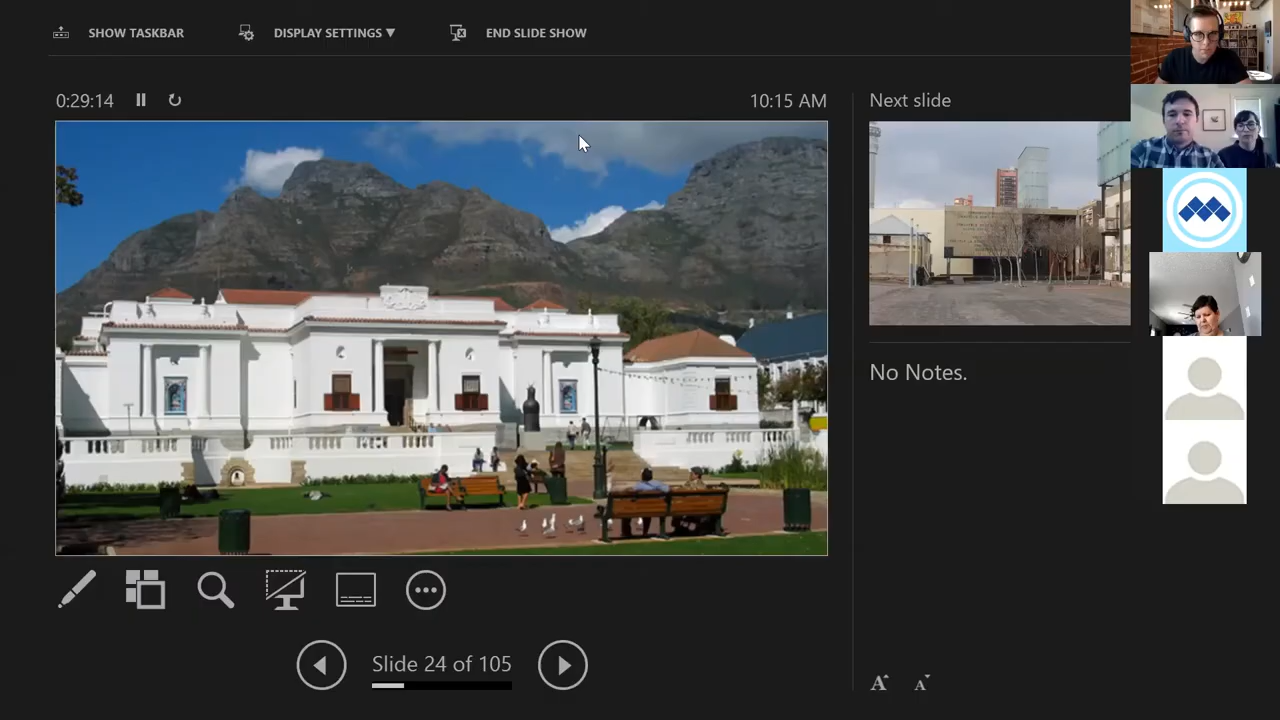 SHOW TASKBAR
DISPLAY SETTINGS ▼
END SLIDE SHOW
0:29:14
10:15 AM
Next slide
No Notes.
Slide 24 of 105
A
A